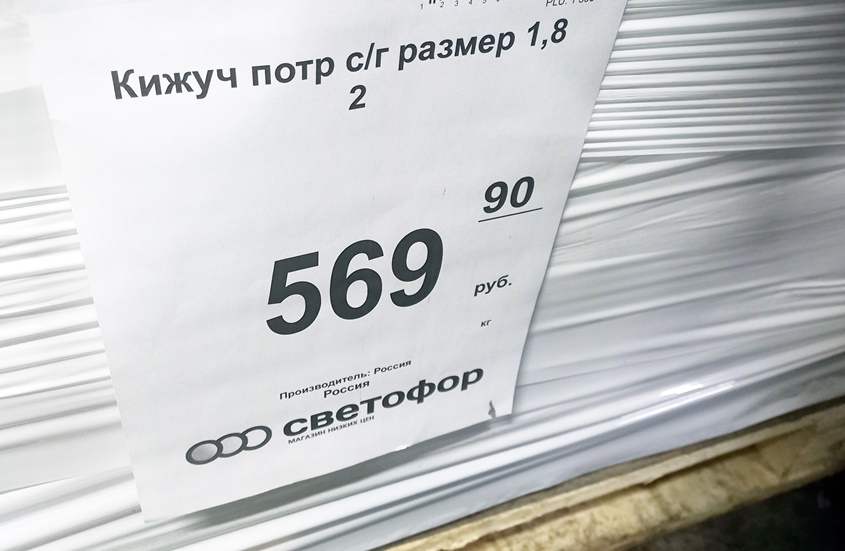 Кижуч потр с/г размер 1,8
2
90
569
руб.
кг
Производитель: Россия
Россия
светофор
МАГАЗИН НИЗКИХ ЦЕН